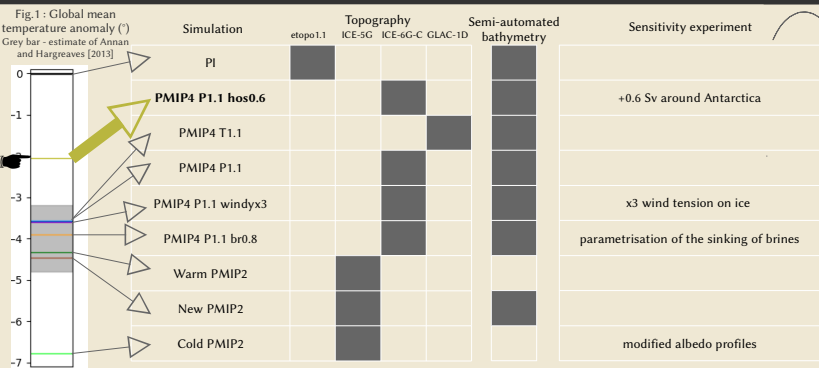 Fig.1 : Global mean
temperature anomaly (°)
Grey bar - estimate of Annan
and Hargreaves [2013]
Simulation
Topography
etopo1.1 ICE-5G ICE-6G-C GLAC-1D
Semi-automated
bathymetry
Sensitivity experiment
PI
PMIP4 P1.1 hos0.6 +0.6 Sv around Antarctica
PMIP4 T1.1
PMIP4 P1.1
PMIP4 P1.1 windyx3 x3 wind tension on ice
PMIP4 P1.1 br0.8 parametrisation of the sinking of brines
Warm PMIP2
New PMIP2
Cold PMIP2 modified albedo profiles
0
-1
-3
-4
-5
-6
-7